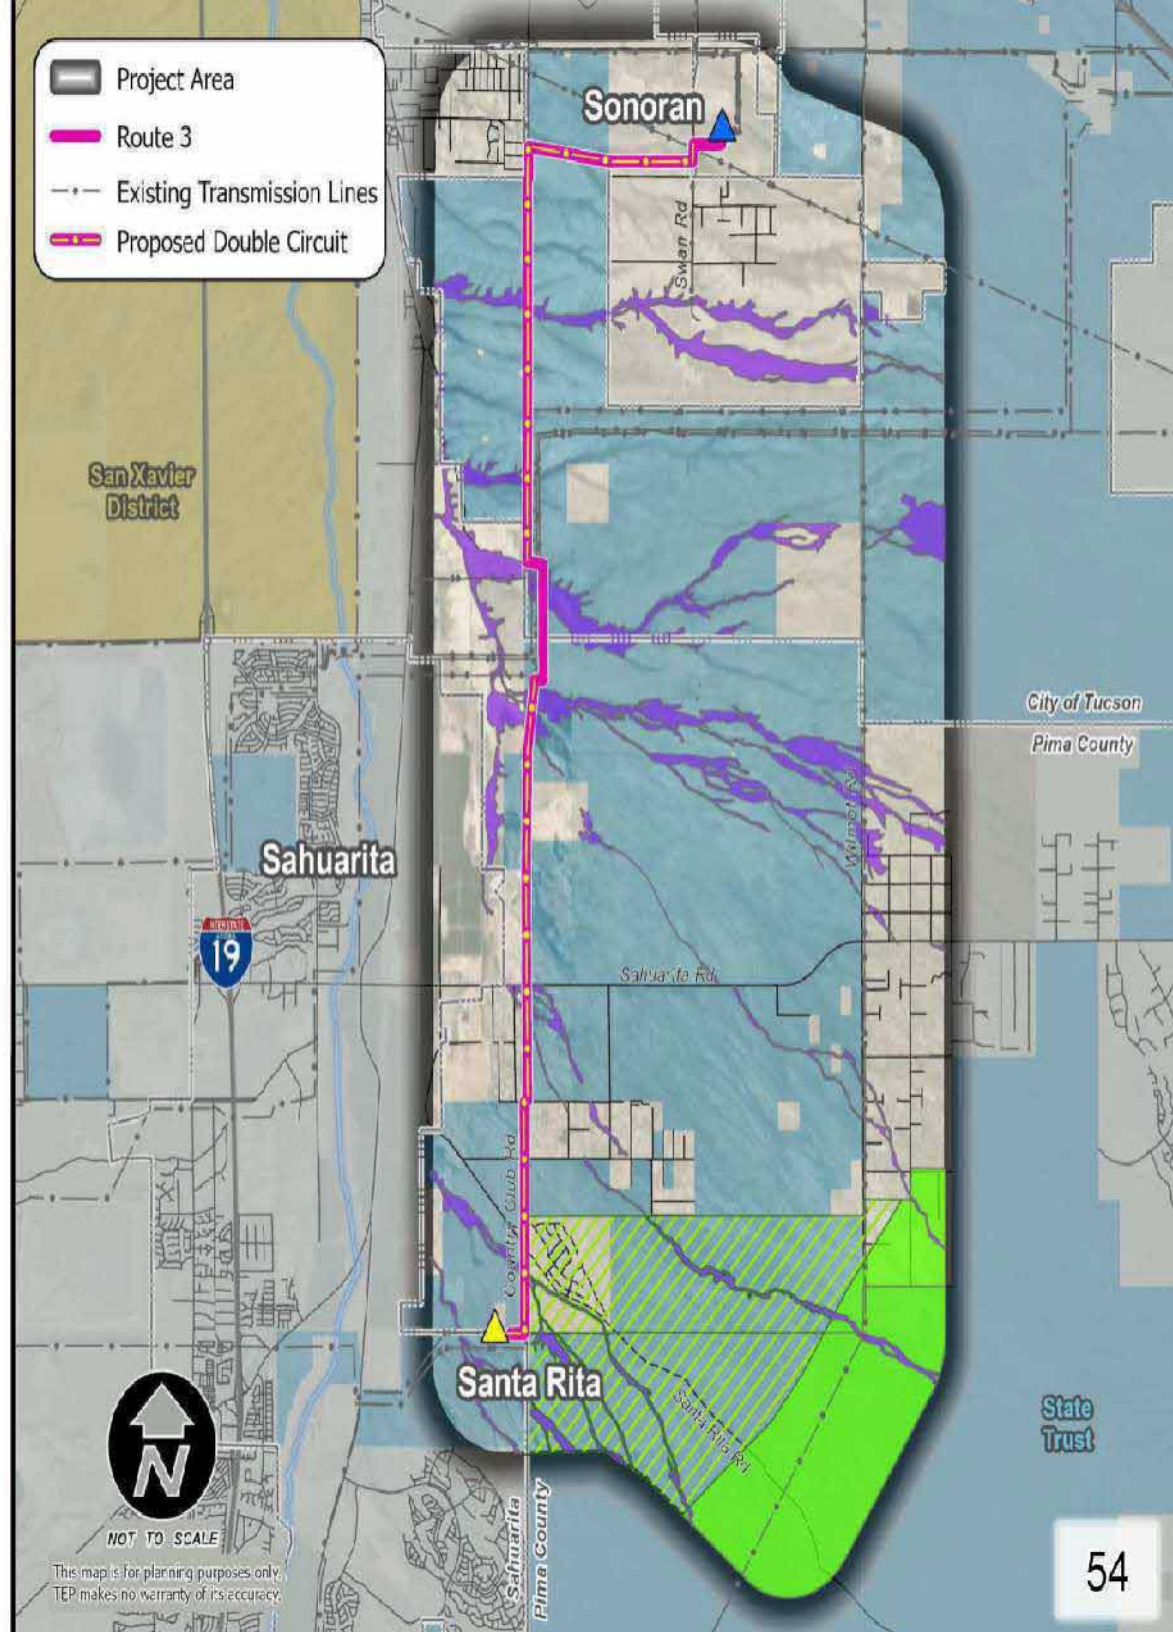 Project Area
Route 3
Existing Transmission Lines
Proposed Double Circuit
Sonoran
Swan Rd
San Xavier
District
City of Tucson
Pima County
Wilmot Rd
Sahuarita
INTERSTATE
19
Sahuarita Rd
Country Club Rd
Santa Rita
Santa Rita Rd
State
Trust
N
NOT TO SCALE
This map is for planning purposes only.
TEP makes no warranty of its accuracy.
Sahuarita
Pima County
54